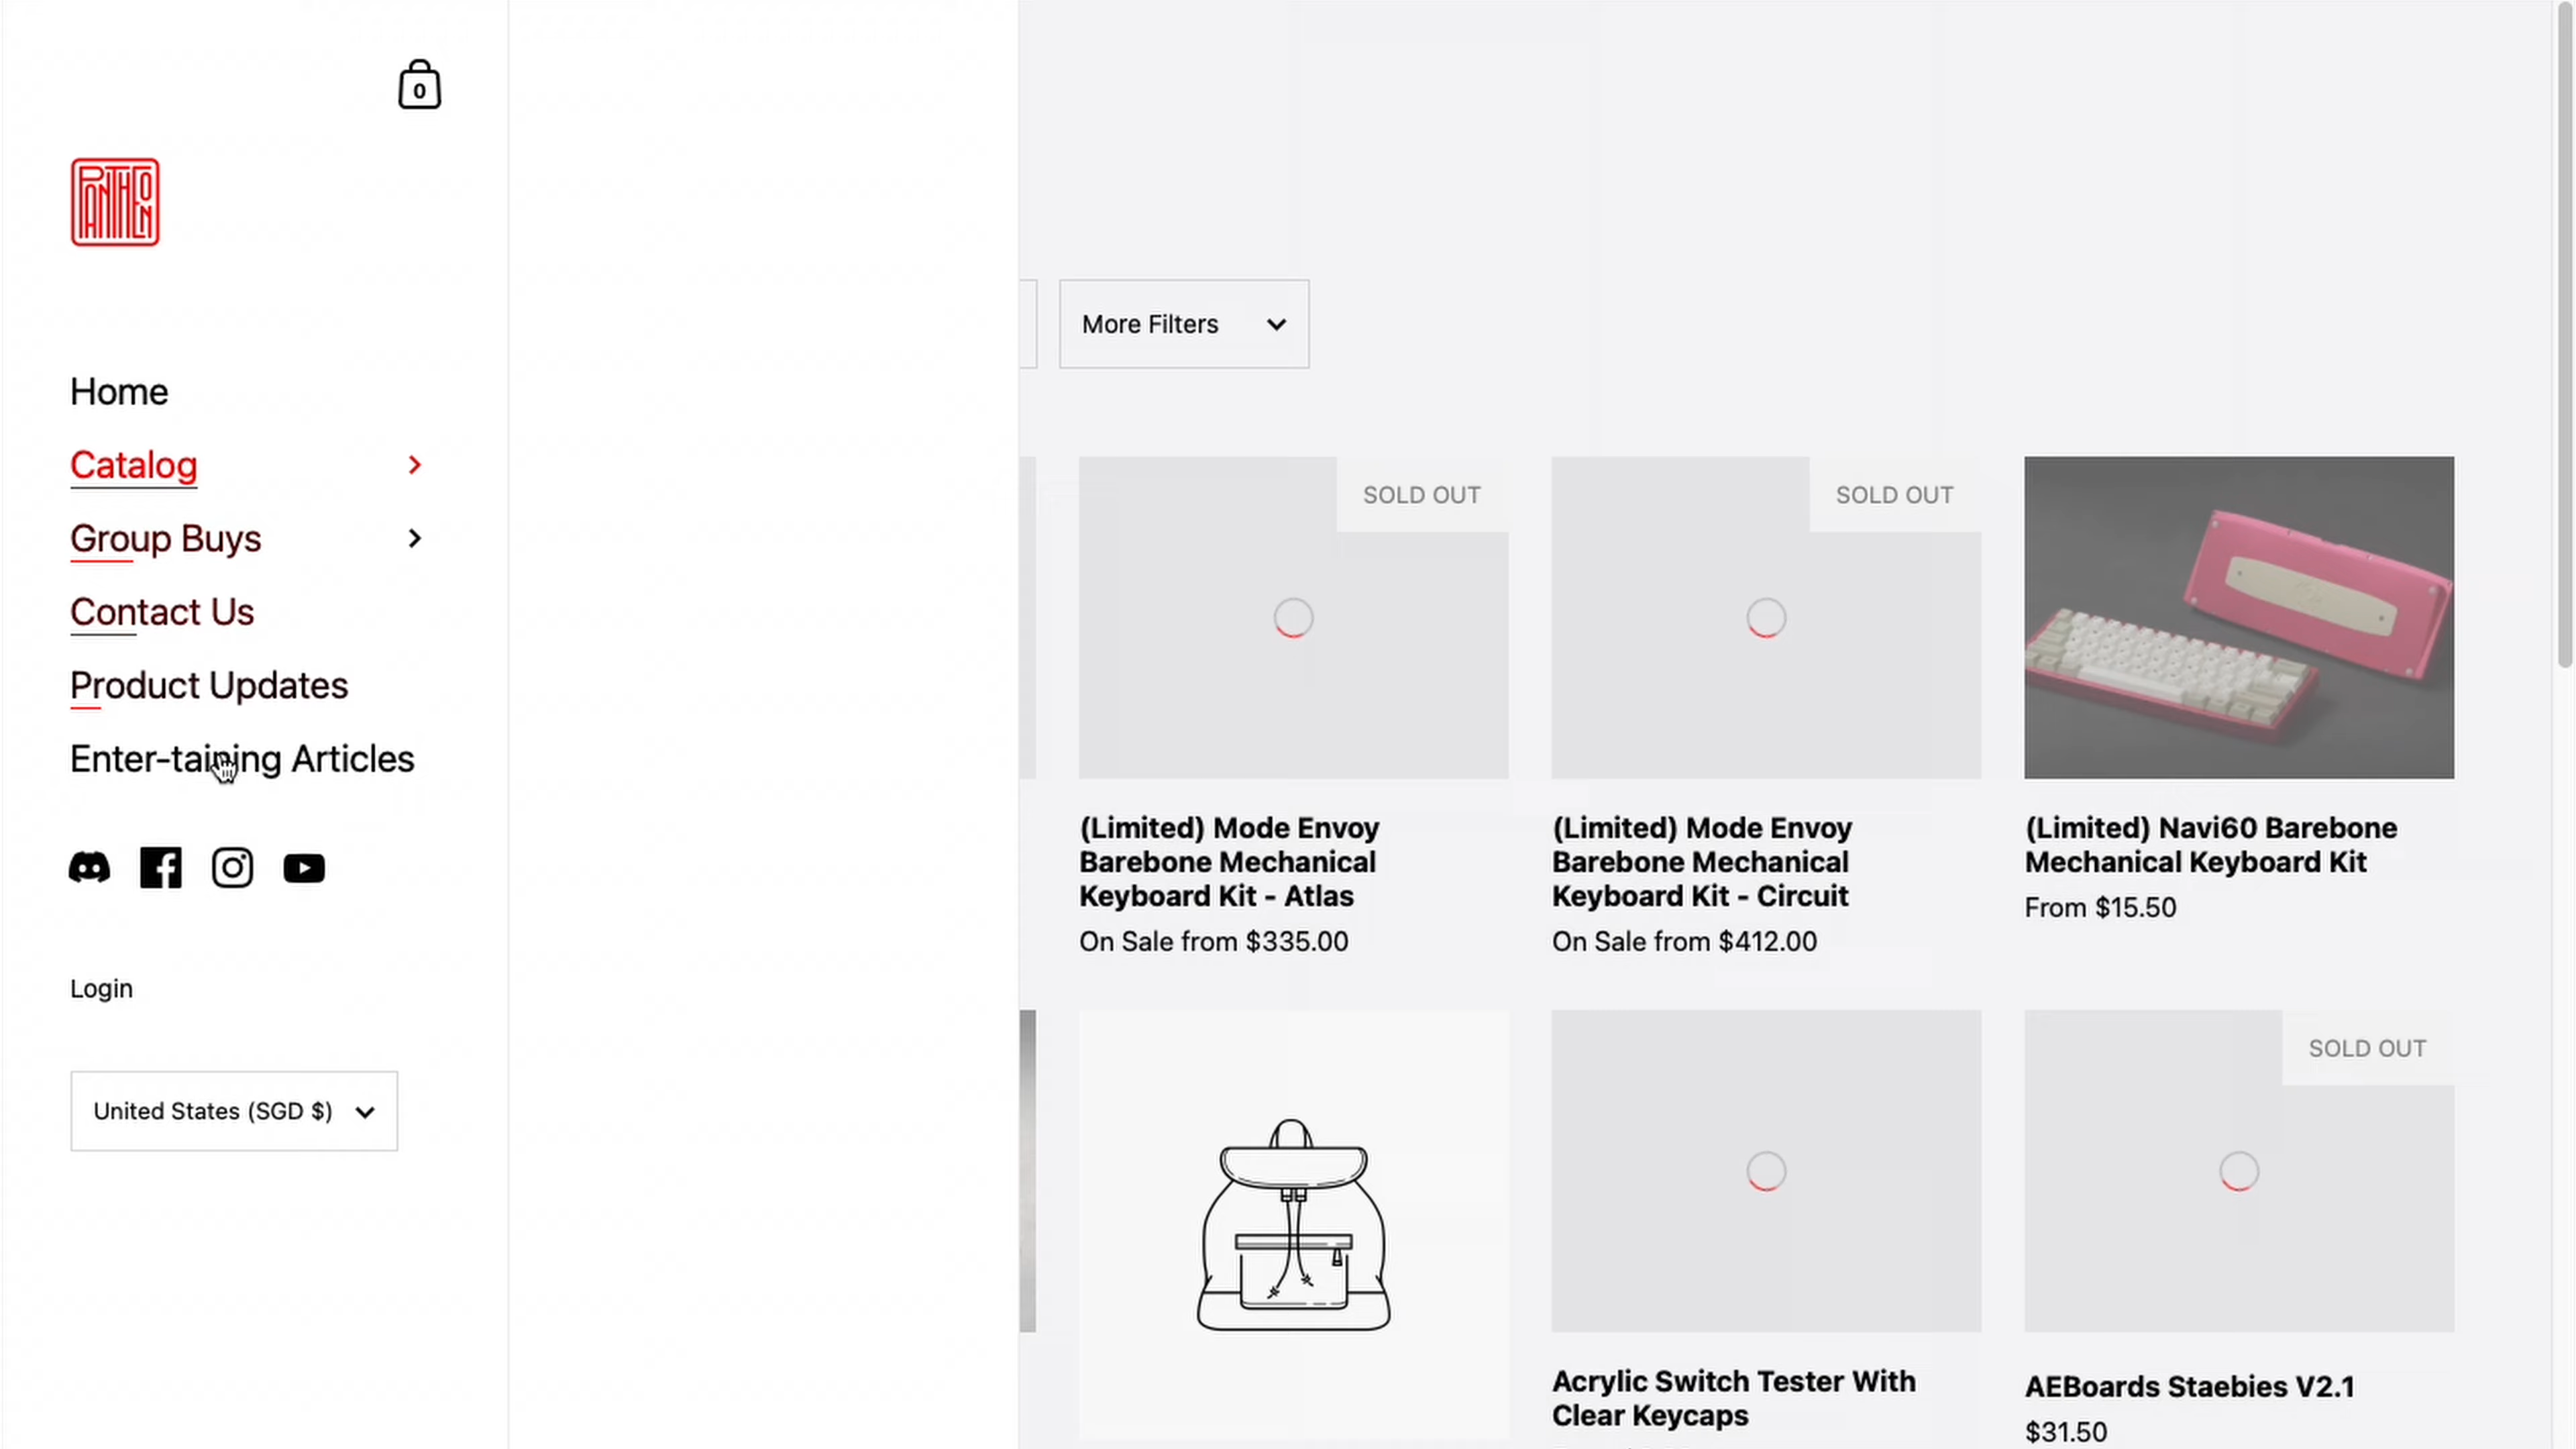 0
PANTHEON
Home
Catalog
Group Buys
Contact Us
Product Updates
Enter-taining Articles
Login
United States (SGD $)
More Filters
SOLD OUT
SOLD OUT
(Limited) Mode Envoy
Barebone Mechanical
Keyboard Kit - Atlas
On Sale from $335.00
(Limited) Mode Envoy
Barebone Mechanical
Keyboard Kit - Circuit
On Sale from $412.00
(Limited) Navi60 Barebone
Mechanical Keyboard Kit
From $15.50
SOLD OUT
Acrylic Switch Tester With
Clear Keycaps
AEBoards Staebies V2.1
$31.50